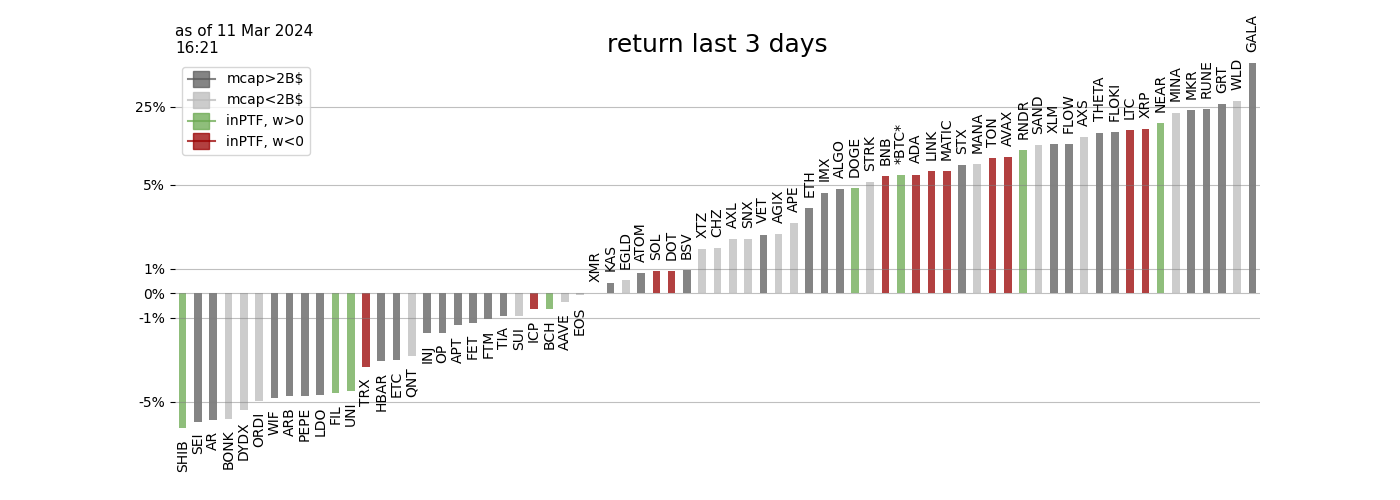 as of 11 Mar 2024
16:21
return last 3 days
mcap>2B$
mcap<2B$
inPTF, w>0
inPTF, w<0
25%
5%
1%
0%
-1%
-5%
SHIB
SEI
AR
BONK
DYDX
ORDI
WIF
ARB
PEPE
LDO
FIL
UNI
TRX
HBAR
ETC
QNT
INJ
OP
APT
FET
FTM
TIA
SUI
ICP
BCH
AAVE
EOS
XMR
KAS
EGLD
ATOM
SOL
DOT
BSV
XTZ
CHZ
AXL
SNX
VET
AGIX
APE
ETH
IMX
ALGO
DOGE
STRK
BNB
*BTC*
ADA
LINK
MATIC
STX
MANA
TON
AVAX
RNDR
SAND
XLM
FLOW
AXS
THETA
FLOKI
LTC
XRP
NEAR
MINA
MKR
RUNE
GRT
WLD
GALA